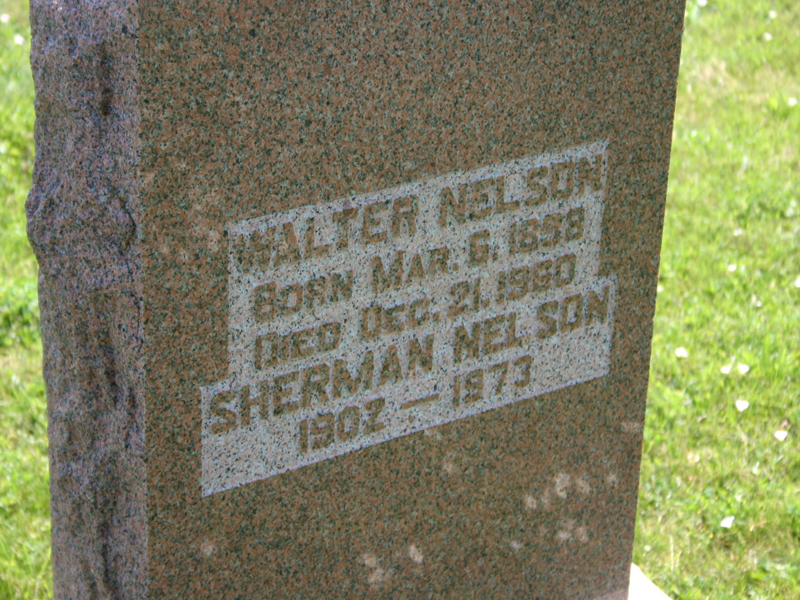 WALTER NELSON
BORN MAR. 6. 1898
DIED DEC. 21. 1960
SHERMAN NELSON
1902 — 1973